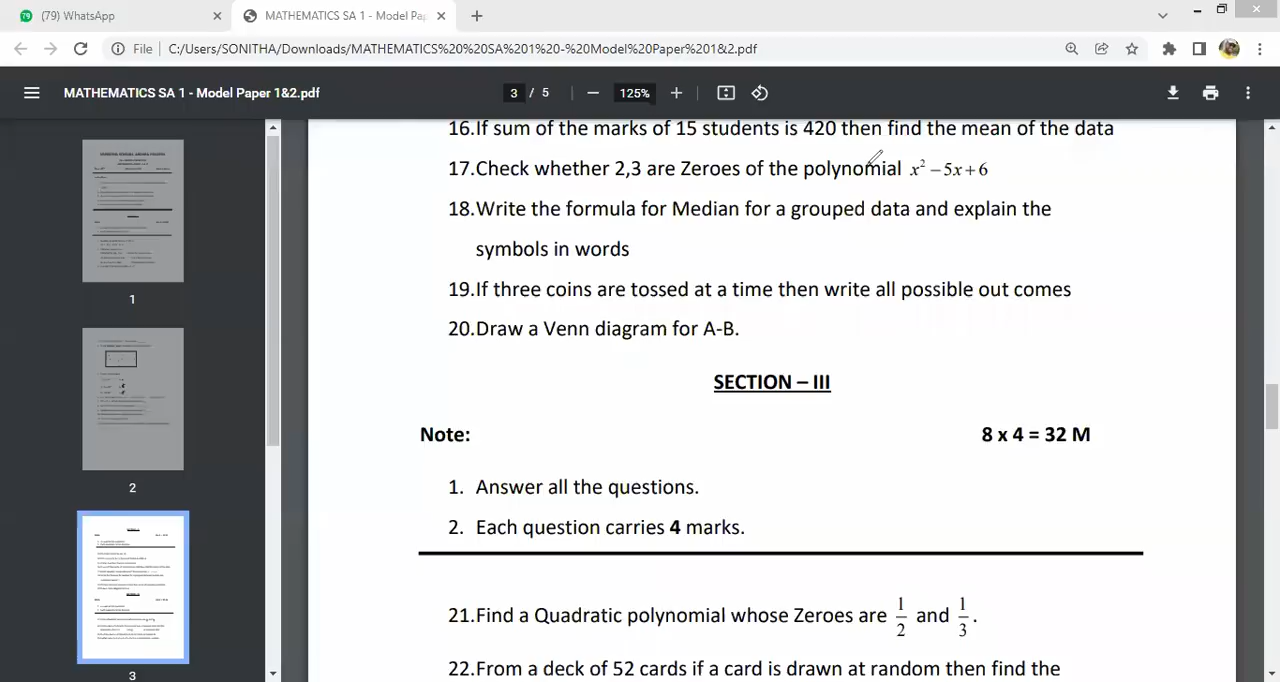 79 (79) WhatsApp
MATHEMATICS SA 1 - Model Pap
File C:/Users/SONITHA/Downloads/MATHEMATICS%20%20SA%201%20-%20Model%20Paper%201&2.pdf
MATHEMATICS SA 1 - Model Paper 1&2.pdf 3 / 5 125%
1
2
3
16.If sum of the marks of 15 students is 420 then find the mean of the data
17.Check whether 2,3 are Zeroes of the polynomial x² − 5x + 6
18.Write the formula for Median for a grouped data and explain the
symbols in words
19.If three coins are tossed at a time then write all possible out comes
20.Draw a Venn diagram for A-B.
SECTION – III
Note: 8 x 4 = 32 M
1. Answer all the questions.
2. Each question carries 4 marks.
21.Find a Quadratic polynomial whose Zeroes are 1/2 and 1/3.
22.From a deck of 52 cards if a card is drawn at random then find the